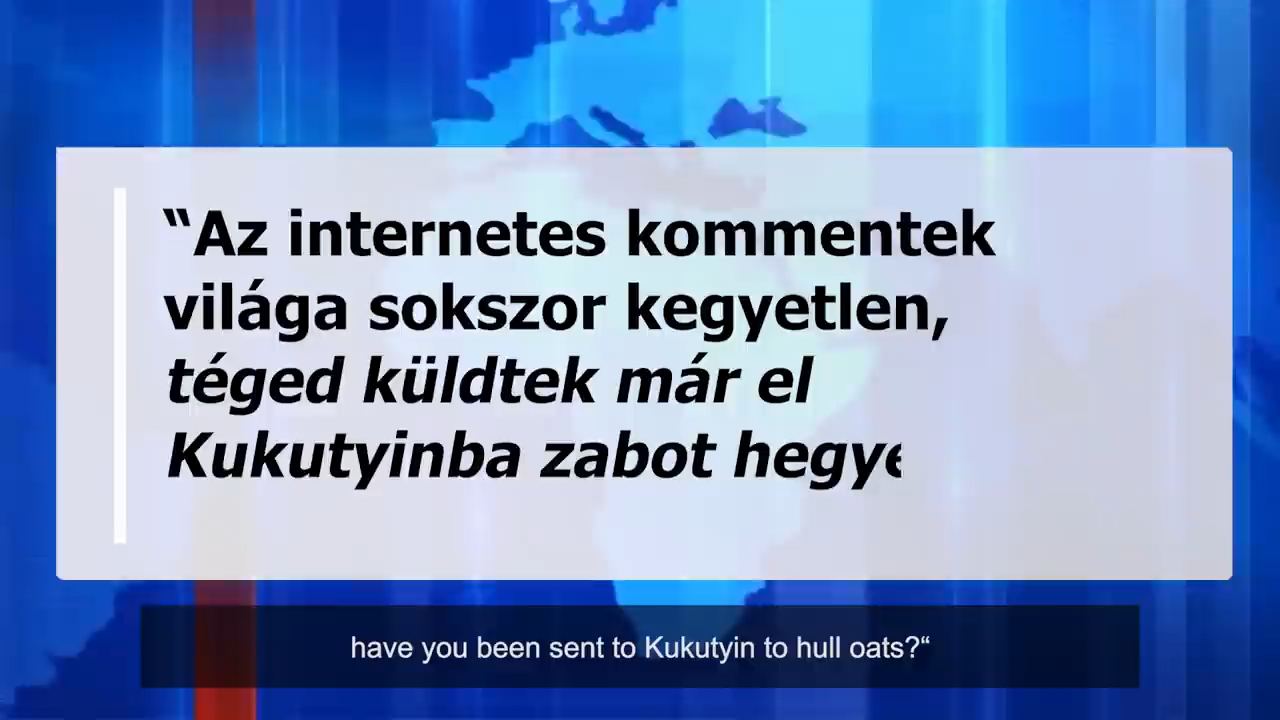 “Az internetes kommentek
világa sokszor kegyetlen,
téged küldtek már el
Kukutyinba zabot hegye
have you been sent to Kukutyin to hull oats?“